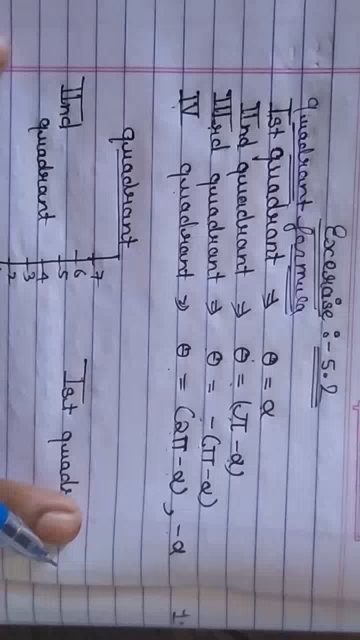 Exercise :- 5.2
quadrant formula
Ist quadrant ⇒ θ = α
IInd quadrant ⇒ θ = (π - α)
IIIrd quadrant ⇒ θ = -(π - α)
IV quadrant ⇒ θ = (2π - α), -α
quadrant
IInd quadrant
Ist quadr
7
6
5
4
3
2